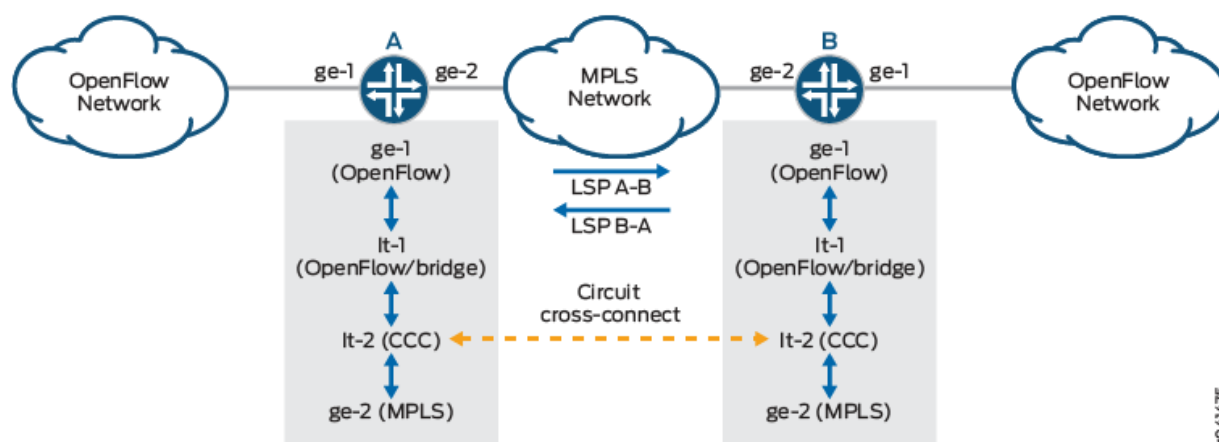 OpenFlow
Network
ge-1
A
ge-2
MPLS
Network
ge-2
B
ge-1
OpenFlow
Network
ge-1
(OpenFlow)
lt-1
(OpenFlow/bridge)
lt-2 (CCC)
ge-2 (MPLS)
LSP A-B
LSP B-A
Circuit
cross-connect
ge-1
(OpenFlow)
lt-1
(OpenFlow/bridge)
lt-2 (CCC)
ge-2 (MPLS)